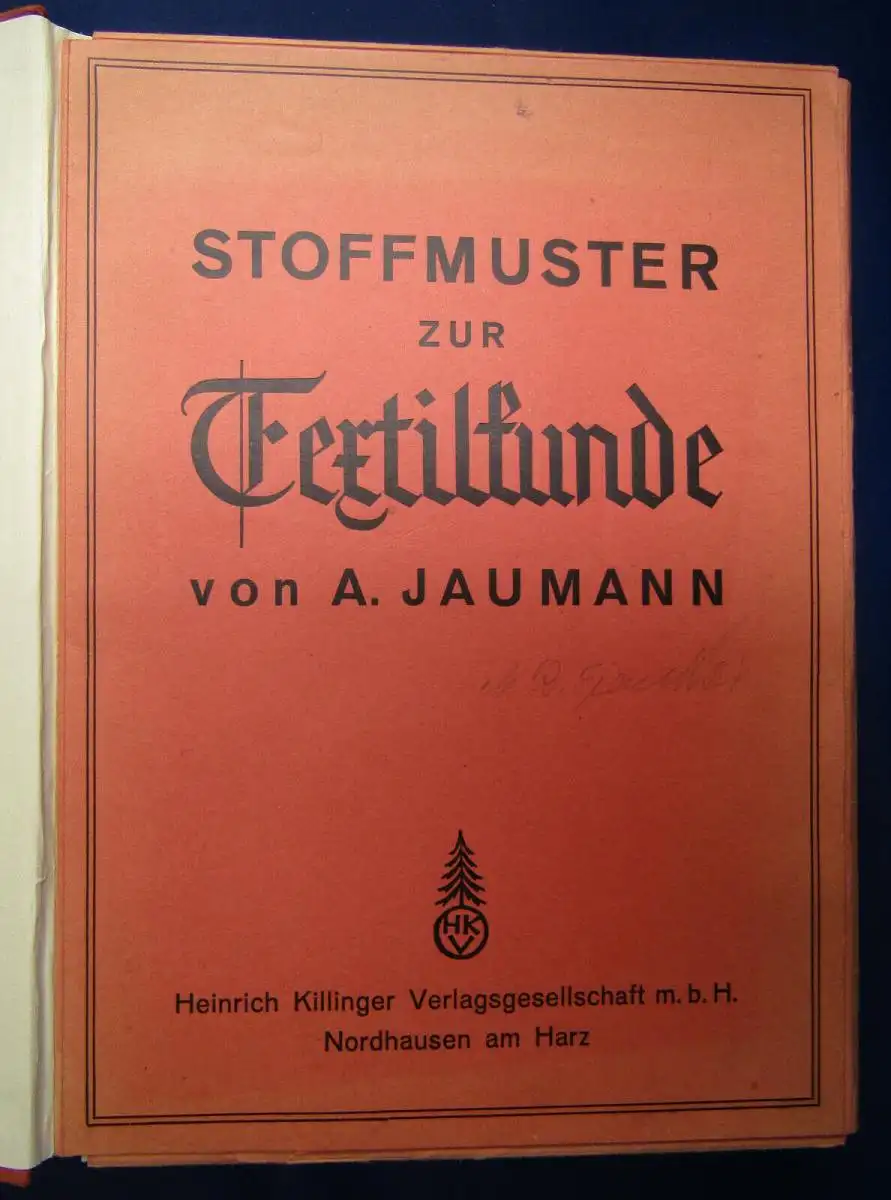 STOFFMUSTER
ZUR
Textilkunde
von A. JAUMANN
HKV
Heinrich Killinger Verlagsgesellschaft m. b. H.
Nordhausen am Harz